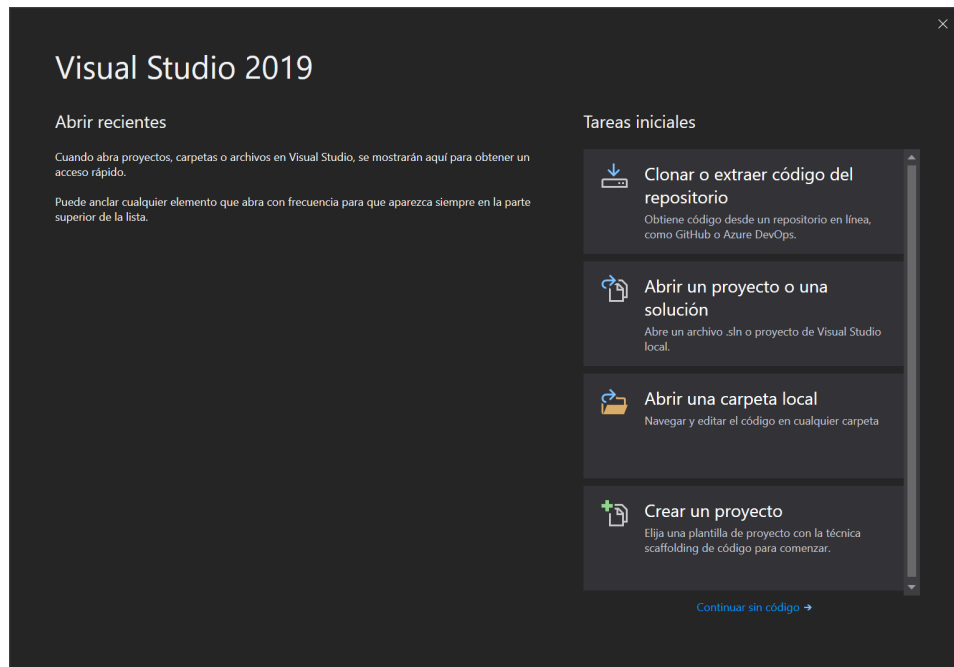 Visual Studio 2019
Abrir recientes
Cuando abra proyectos, carpetas o archivos en Visual Studio, se mostrarán aquí para obtener un
acceso rápido.
Puede anclar cualquier elemento que abra con frecuencia para que aparezca siempre en la parte
superior de la lista.
Tareas iniciales
Clonar o extraer código del
repositorio
Obtiene código desde un repositorio en línea,
como GitHub o Azure DevOps.
Abrir un proyecto o una
solución
Abre un archivo .sln o proyecto de Visual Studio
local.
Abrir una carpeta local
Navegar y editar el código en cualquier carpeta
Crear un proyecto
Elija una plantilla de proyecto con la técnica
scaffolding de código para comenzar.
Continuar sin código →